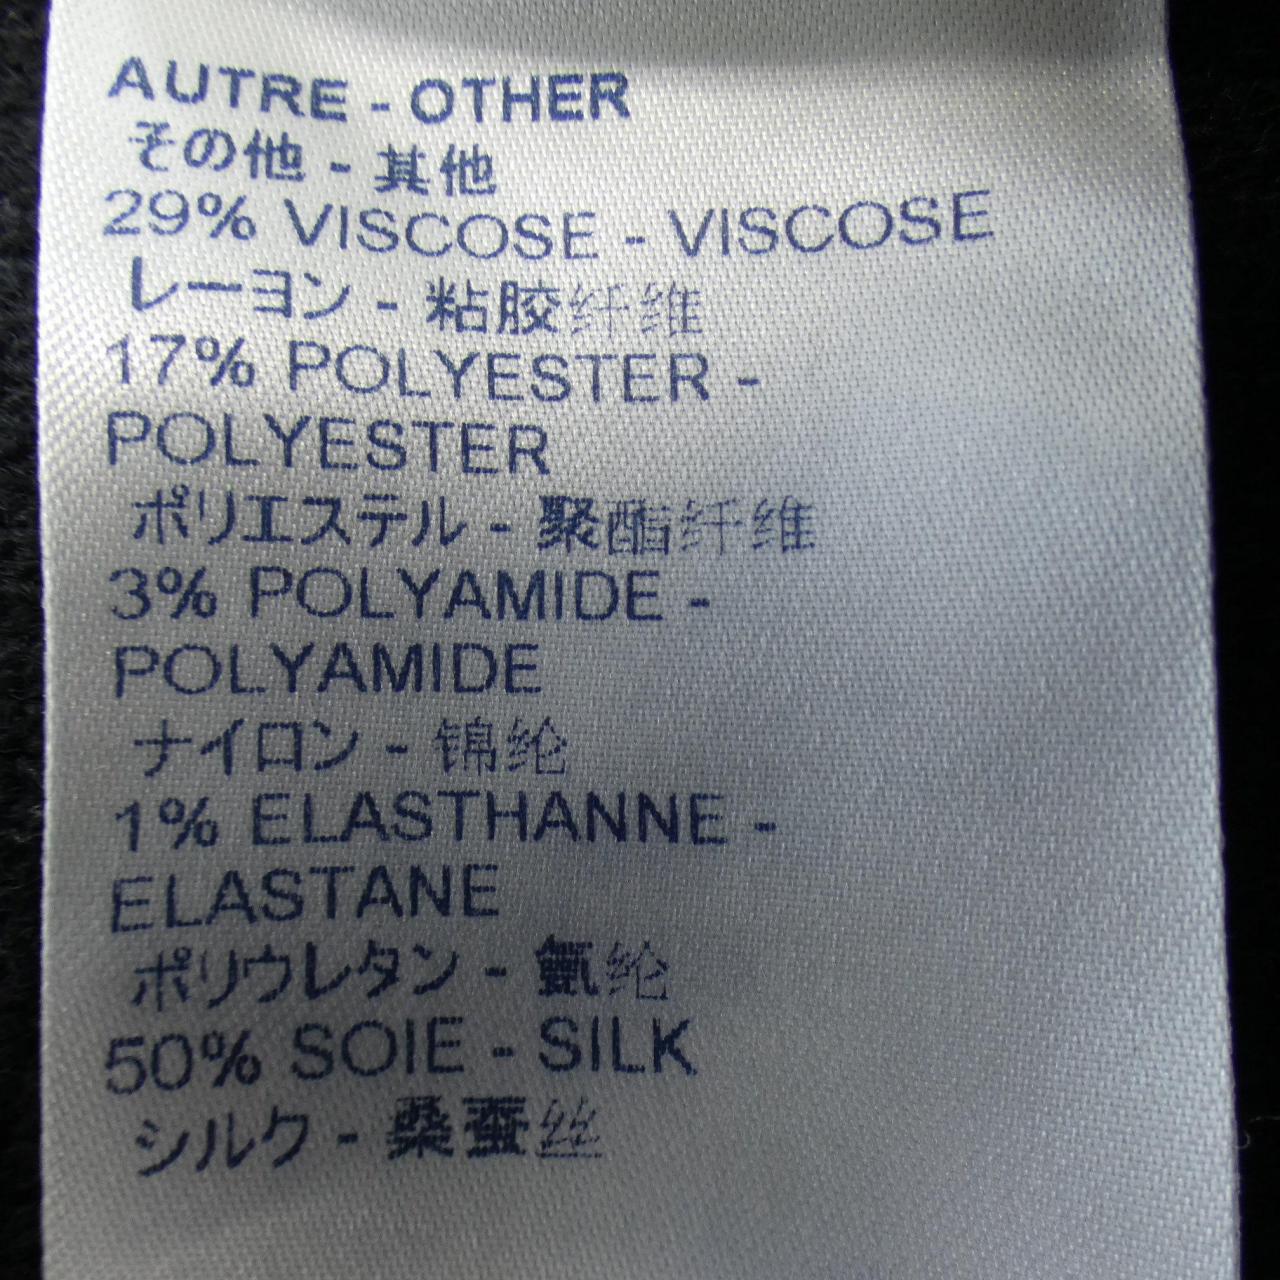 AUTRE - OTHER
その他 - 其他
29% VISCOSE - VISCOSE
レーヨン - 粘胶纤维
17% POLYESTER -
POLYESTER
ポリエステル - 聚酯纤维
3% POLYAMIDE -
POLYAMIDE
ナイロン - 锦纶
1% ELASTHANNE -
ELASTANE
ポリウレタン - 氨纶
50% SOIE - SILK
シルク - 桑蚕丝